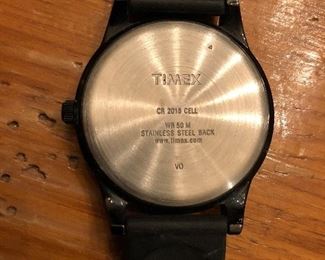 TIMEX
CR 2016 CELL
WR 50 M
STAINLESS STEEL BACK
www.timex.com
VO